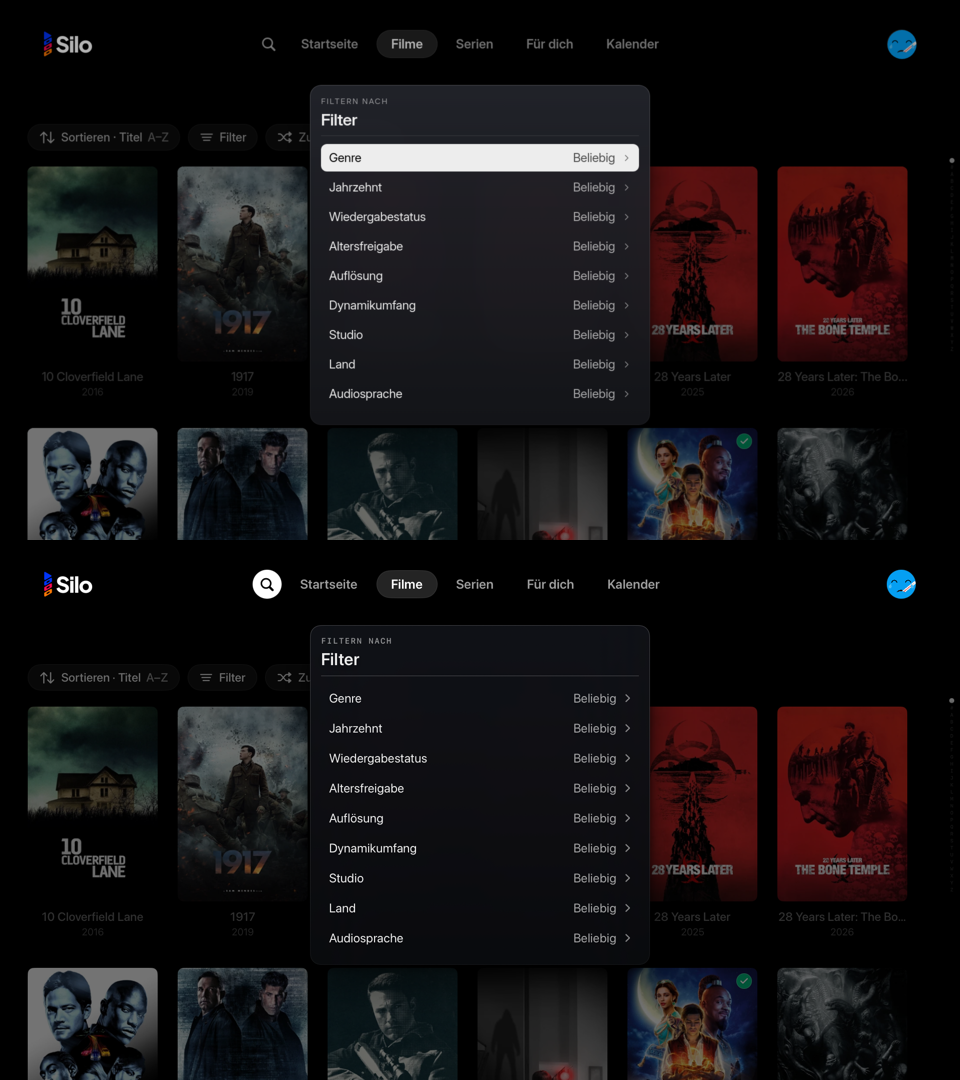 Silo
Startseite
Filme
Serien
Für dich
Kalender
FILTERN NACH
Filter
Sortieren · Titel A–Z
Filter
Genre Beliebig
Jahrzehnt Beliebig
Wiedergabestatus Beliebig
Altersfreigabe Beliebig
Auflösung Beliebig
Dynamikumfang Beliebig
Studio Beliebig
Land Beliebig
Audiosprache Beliebig
10
CLOVERFIELD
LANE
1917
28 YEARS LATER
28 YEARS LATER
THE BONE TEMPLE
10 Cloverfield Lane
2016
1917
2019
28 Years Later
2025
28 Years Later: The Bo...
2026
Silo
Startseite
Filme
Serien
Für dich
Kalender
FILTERN NACH
Filter
Sortieren · Titel A–Z
Filter
Genre Beliebig
Jahrzehnt Beliebig
Wiedergabestatus Beliebig
Altersfreigabe Beliebig
Auflösung Beliebig
Dynamikumfang Beliebig
Studio Beliebig
Land Beliebig
Audiosprache Beliebig
10
CLOVERFIELD
LANE
1917
28 YEARS LATER
28 YEARS LATER
THE BONE TEMPLE
10 Cloverfield Lane
2016
1917
2019
28 Years Later
2025
28 Years Later: The Bo...
2026